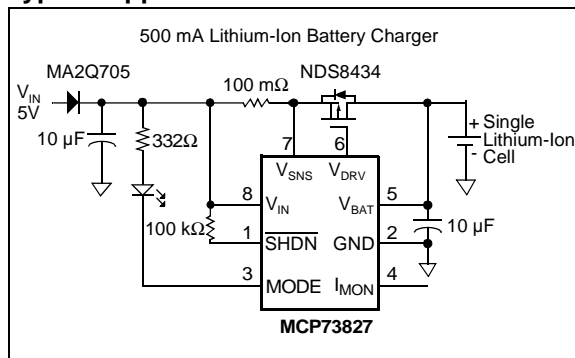 500 mA Lithium-Ion Battery Charger
MA2Q705
NDS8434
100 mΩ
VIN
5V
10 µF
332Ω
+ Single
Lithium-Ion
- Cell
7
6
VSNS
VDRV
100 kΩ
8
VIN
VBAT
5
1
SHDN
GND
2
10 µF
3
MODE
IMON
4
MCP73827